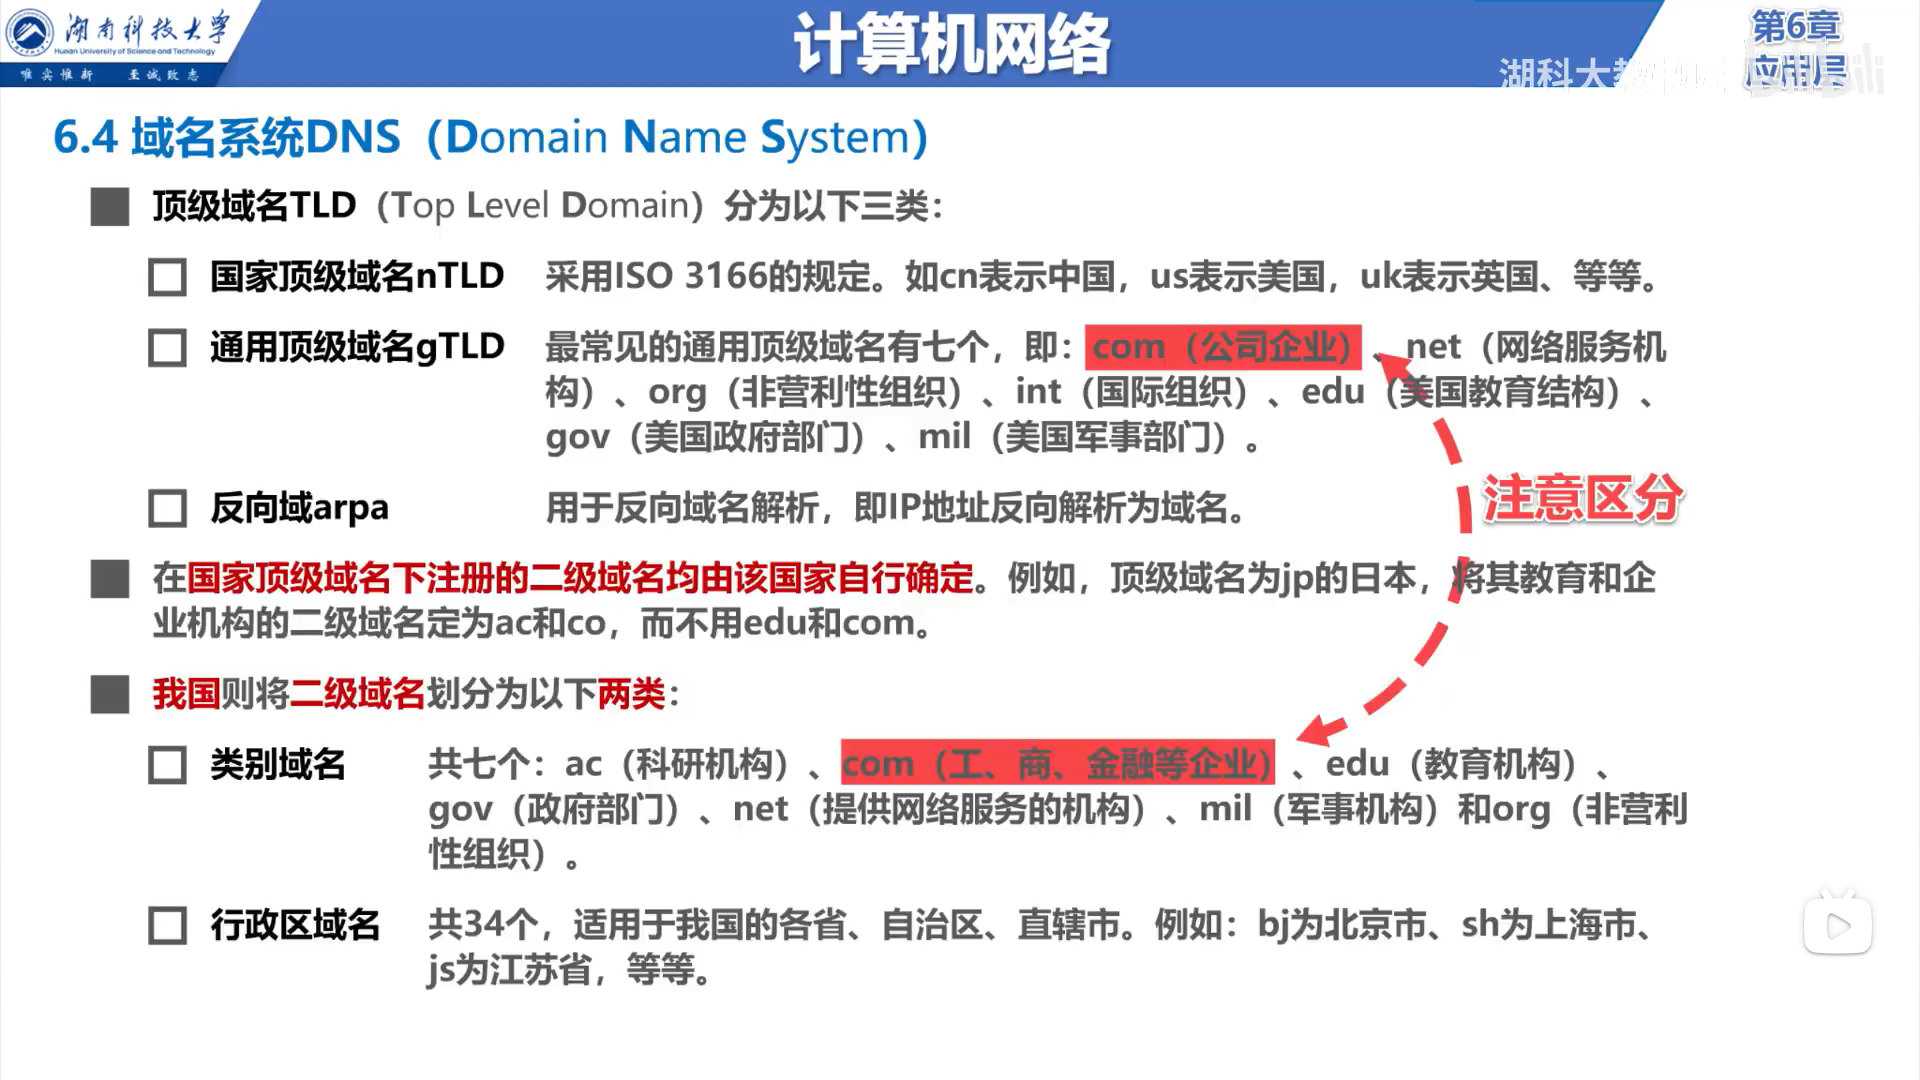 湖南科技大学
Hunan University of Science and Technology
唯实惟新 至诚致志
计算机网络
第6章
应用层
湖科大教
6.4 域名系统DNS（Domain Name System）
顶级域名TLD（Top Level Domain）分为以下三类：
国家顶级域名nTLD 采用ISO 3166的规定。如cn表示中国，us表示美国，uk表示英国、等等。
通用顶级域名gTLD 最常见的通用顶级域名有七个，即：com（公司企业）、net（网络服务机
构）、org（非营利性组织）、int（国际组织）、edu（美国教育结构）、
gov（美国政府部门）、mil（美国军事部门）。
反向域arpa 用于反向域名解析，即IP地址反向解析为域名。
注意区分
在国家顶级域名下注册的二级域名均由该国家自行确定。例如，顶级域名为jp的日本，将其教育和企
业机构的二级域名定为ac和co，而不用edu和com。
我国则将二级域名划分为以下两类：
类别域名 共七个：ac（科研机构）、com（工、商、金融等企业）、edu（教育机构）、
gov（政府部门）、net（提供网络服务的机构）、mil（军事机构）和org（非营利
性组织）。
行政区域名 共34个，适用于我国的各省、自治区、直辖市。例如：bj为北京市、sh为上海市、
js为江苏省，等等。